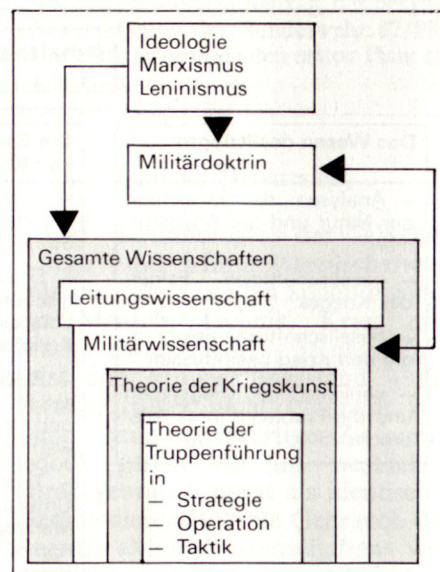 Ideologie
Marxismus
Leninismus
Militärdoktrin
Gesamte Wissenschaften
Leitungswissenschaft
Militärwissenschaft
Theorie der Kriegskunst
Theorie der
Truppenführung
in
– Strategie
– Operation
– Taktik